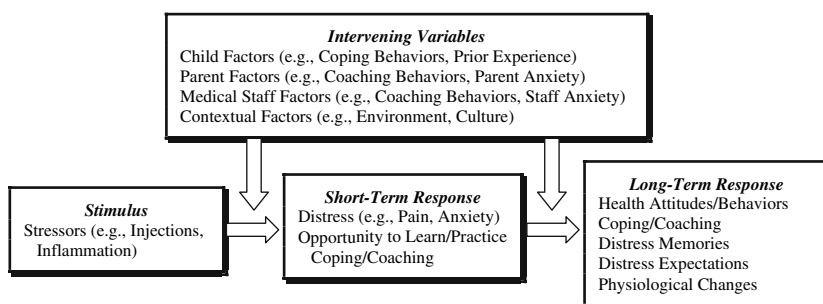 Intervening Variables
Child Factors (e.g., Coping Behaviors, Prior Experience)
Parent Factors (e.g., Coaching Behaviors, Parent Anxiety)
Medical Staff Factors (e.g., Coaching Behaviors, Staff Anxiety)
Contextual Factors (e.g., Environment, Culture)
Stimulus
Stressors (e.g., Injections,
Inflammation)
Short-Term Response
Distress (e.g., Pain, Anxiety)
Opportunity to Learn/Practice
Coping/Coaching
Long-Term Response
Health Attitudes/Behaviors
Coping/Coaching
Distress Memories
Distress Expectations
Physiological Changes